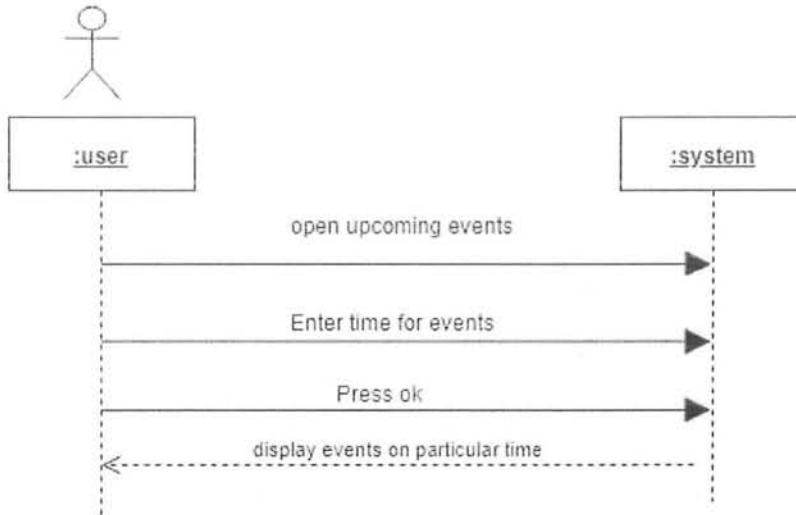 :user
:system
open upcoming events
Enter time for events
Press ok
display events on particular time